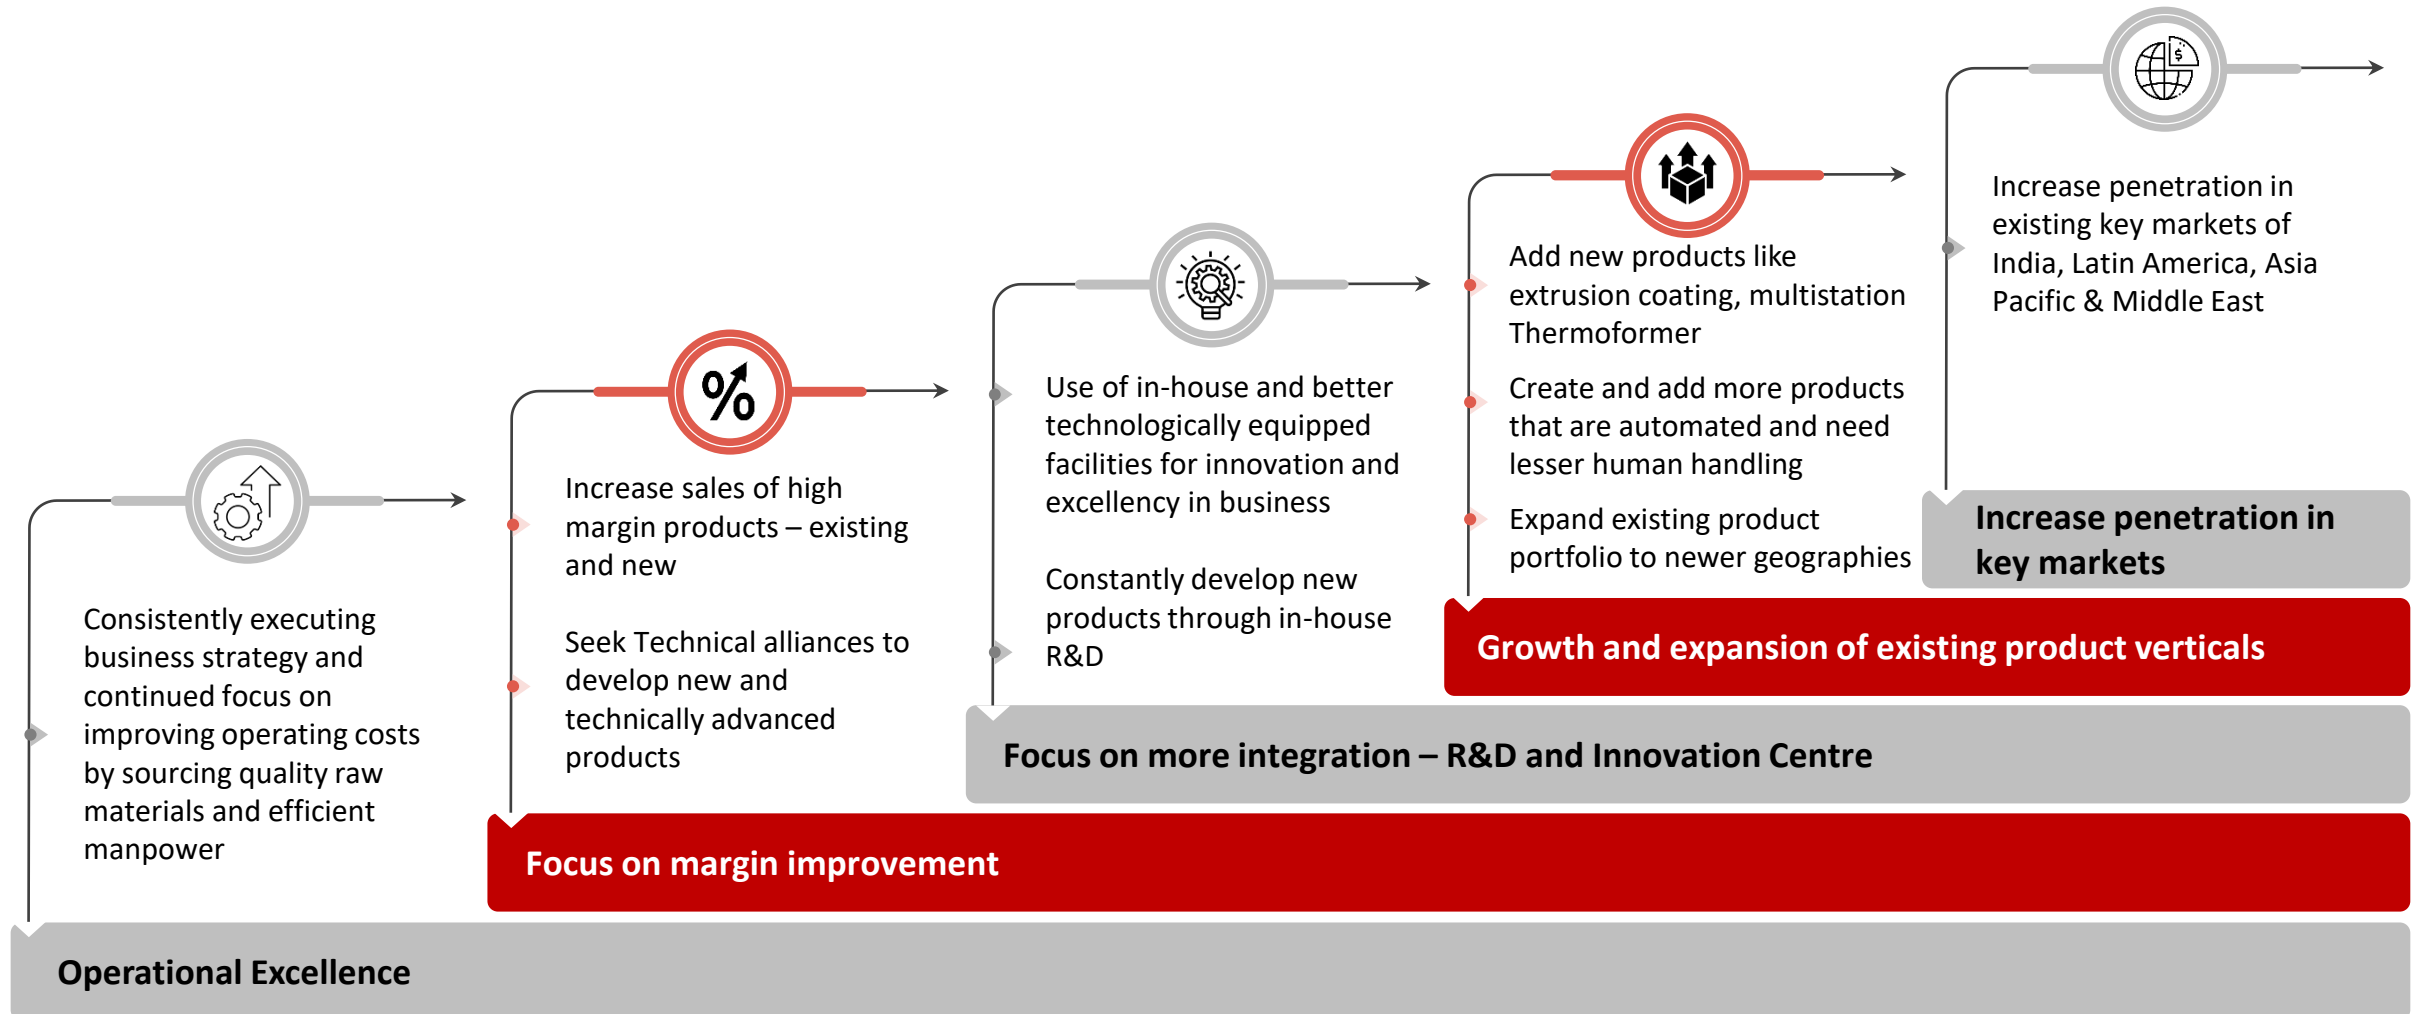 Consistently executing
business strategy and
continued focus on
improving operating costs
by sourcing quality raw
materials and efficient
manpower
Operational Excellence
Increase sales of high
margin products – existing
and new
Seek Technical alliances to
develop new and
technically advanced
products
Focus on margin improvement
Use of in-house and better
technologically equipped
facilities for innovation and
excellency in business
Constantly develop new
products through in-house
R&D
Focus on more integration – R&D and Innovation Centre
Add new products like
extrusion coating, multistation
Thermoformer
Create and add more products
that are automated and need
lesser human handling
Expand existing product
portfolio to newer geographies
Growth and expansion of existing product verticals
$
Increase penetration in
existing key markets of
India, Latin America, Asia
Pacific & Middle East
Increase penetration in
key markets